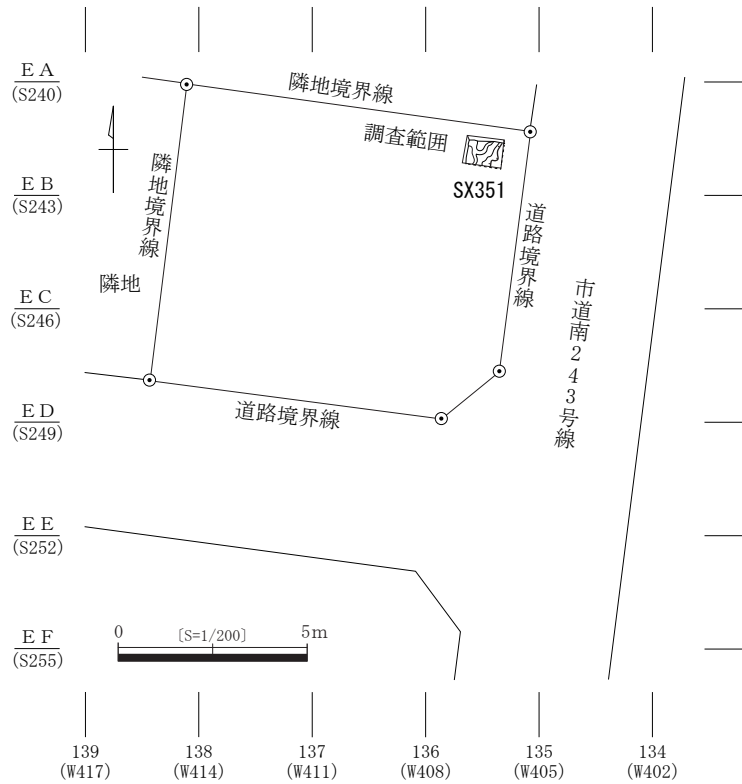 E A
(S240)
隣地境界線
調査範囲
SX351
隣地境界線
E B
(S243)
道路境界線
隣地
市道南243号線
E C
(S246)
道路境界線
E D
(S249)
E E
(S252)
0 [S=1/200] 5m
E F
(S255)
139 138 137 136 135 134
(W417) (W414) (W411) (W408) (W405) (W402)